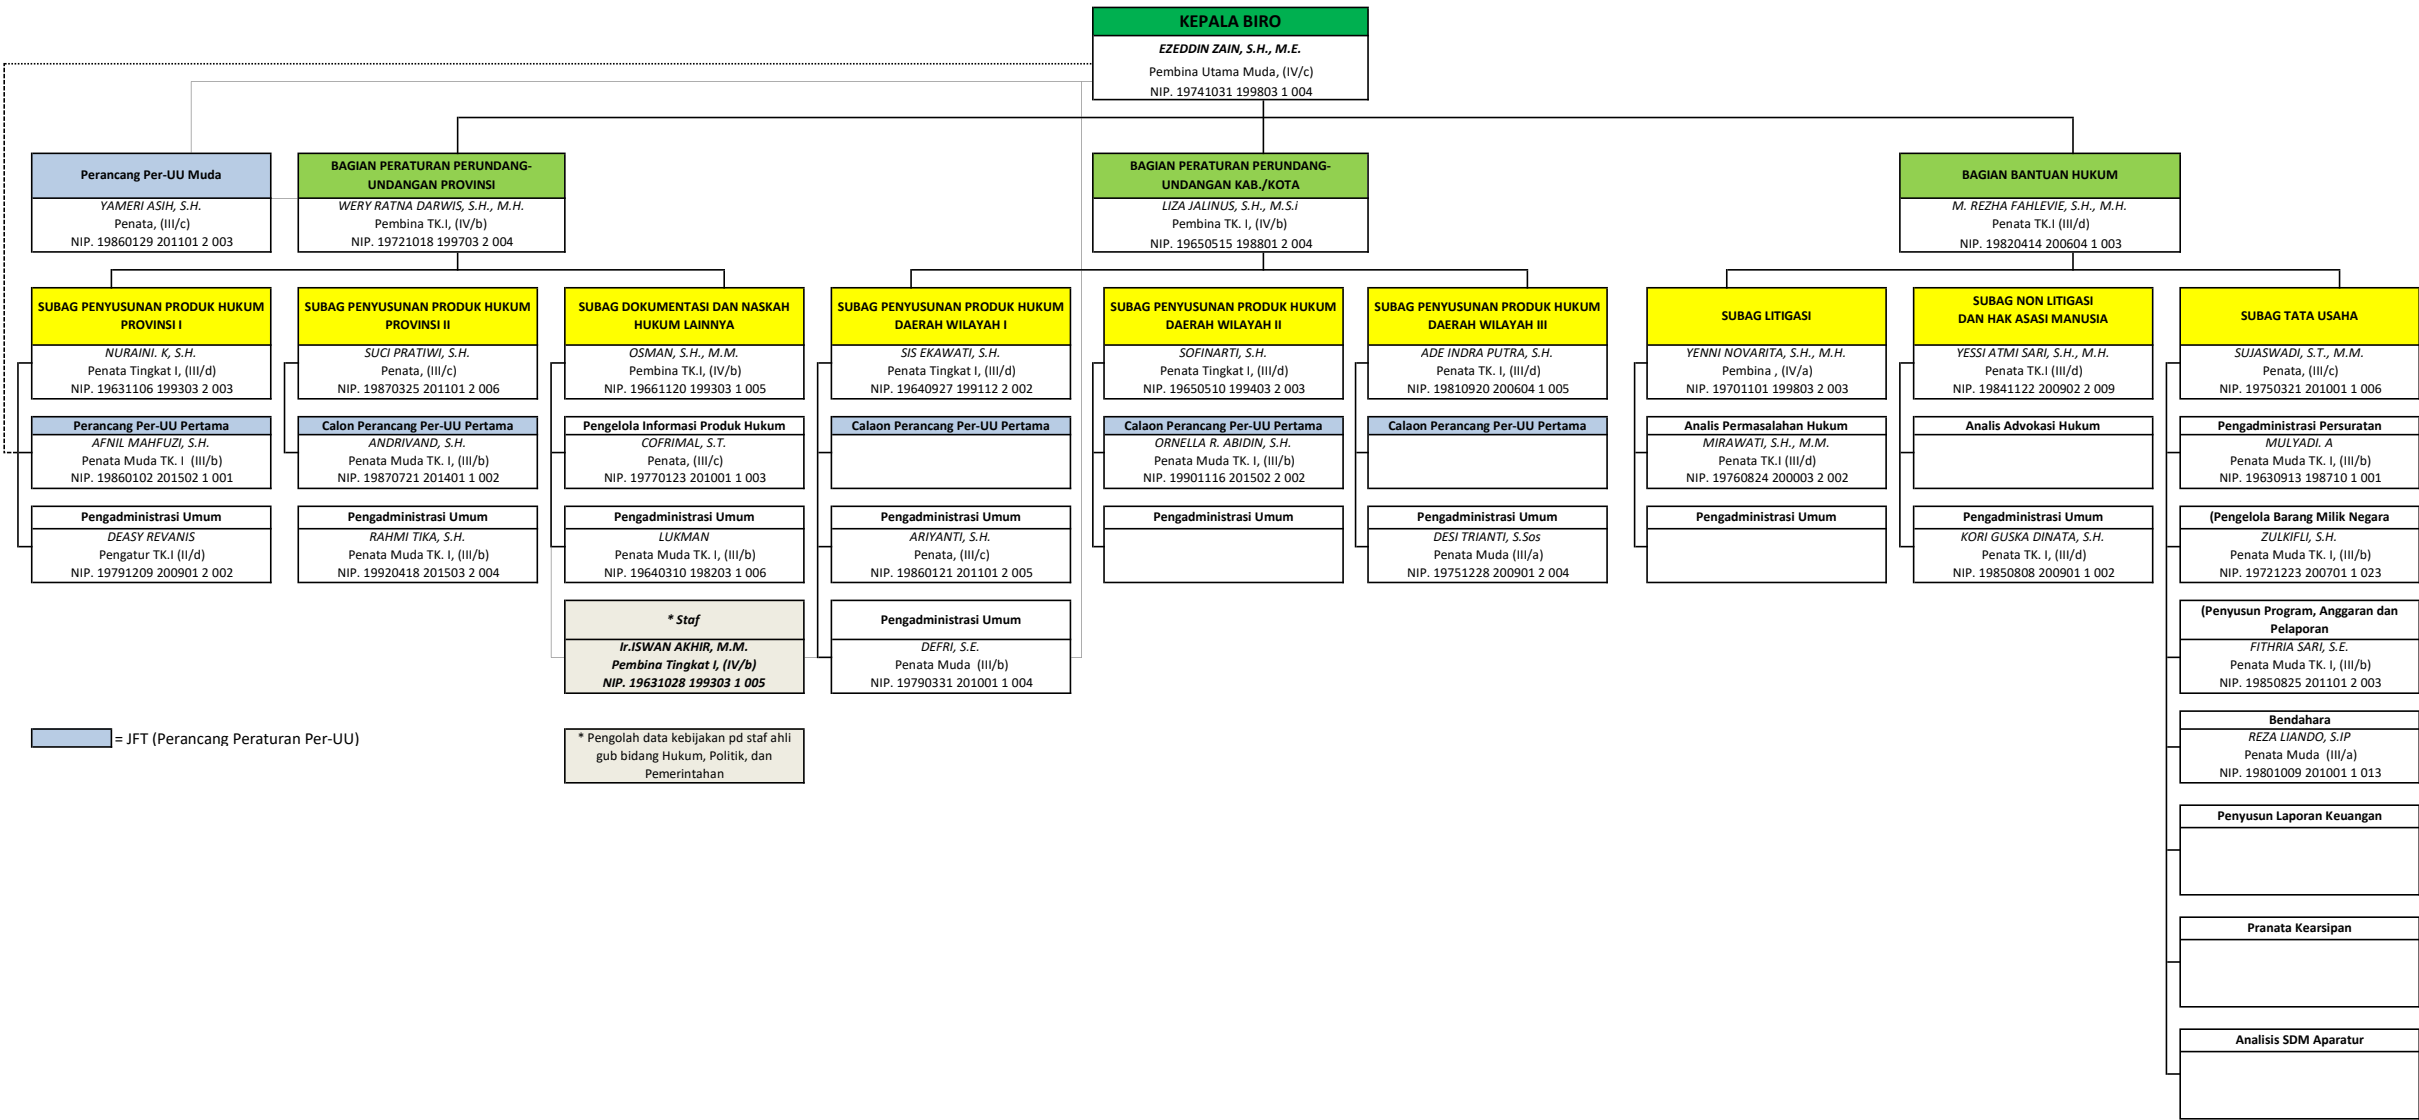 KEPALA BIRO
EZEDDIN ZAIN, S.H., M.E.
Pembina Utama Muda, (IV/c)
NIP. 19741031 199803 1 004
Perancang Per-UU Muda
YAMERI ASIH, S.H.
Penata, (III/c)
NIP. 19860129 201101 2 003
BAGIAN PERATURAN PERUNDANG-
UNDANGAN PROVINSI
WERY RATNA DARWIS, S.H., M.H.
Pembina TK.I, (IV/b)
NIP. 19721018 199703 2 004
BAGIAN PERATURAN PERUNDANG-
UNDANGAN KAB./KOTA
LIZA JALINUS, S.H., M.S.i
Pembina TK. I, (IV/b)
NIP. 19650515 198801 2 004
BAGIAN BANTUAN HUKUM
M. REZHA FAHLEVIE, S.H., M.H.
Penata TK.I (III/d)
NIP. 19820414 200604 1 003
SUBAG PENYUSUNAN PRODUK HUKUM
PROVINSI I
NURAINI. K, S.H.
Penata Tingkat I, (III/d)
NIP. 19631106 199303 2 003
Perancang Per-UU Pertama
AFNIL MAHFUZI, S.H.
Penata Muda TK. I (III/b)
NIP. 19860102 201502 1 001
Pengadministrasi Umum
DEASY REVANIS
Pengatur TK.I (II/d)
NIP. 19791209 200901 2 002
SUBAG PENYUSUNAN PRODUK HUKUM
PROVINSI II
SUCI PRATIWI, S.H.
Penata, (III/c)
NIP. 19870325 201101 2 006
Calon Perancang Per-UU Pertama
ANDRIVAND, S.H.
Penata Muda TK. I, (III/b)
NIP. 19870721 201401 1 002
Pengadministrasi Umum
RAHMI TIKA, S.H.
Penata Muda TK. I, (III/b)
NIP. 19920418 201503 2 004
SUBAG DOKUMENTASI DAN NASKAH
HUKUM LAINNYA
OSMAN, S.H., M.M.
Pembina TK.I, (IV/b)
NIP. 19661120 199303 1 005
Pengelola Informasi Produk Hukum
COFRIMAL, S.T.
Penata, (III/c)
NIP. 19770123 201001 1 003
Pengadministrasi Umum
LUKMAN
Penata Muda TK. I, (III/b)
NIP. 19640310 198203 1 006
* Staf
Ir.ISWAN AKHIR, M.M.
Pembina Tingkat I, (IV/b)
NIP. 19631028 199303 1 005
SUBAG PENYUSUNAN PRODUK HUKUM
DAERAH WILAYAH I
SIS EKAWATI, S.H.
Penata Tingkat I, (III/d)
NIP. 19640927 199112 2 002
Calaon Perancang Per-UU Pertama
Pengadministrasi Umum
ARIYANTI, S.H.
Penata, (III/c)
NIP. 19860121 201101 2 005
Pengadministrasi Umum
DEFRI, S.E.
Penata Muda (III/b)
NIP. 19790331 201001 1 004
SUBAG PENYUSUNAN PRODUK HUKUM
DAERAH WILAYAH II
SOFINARTI, S.H.
Penata Tingkat I, (III/d)
NIP. 19650510 199403 2 003
Calaon Perancang Per-UU Pertama
ORNELLA R. ABIDIN, S.H.
Penata Muda TK. I, (III/b)
NIP. 19901116 201502 2 002
Pengadministrasi Umum
SUBAG PENYUSUNAN PRODUK HUKUM
DAERAH WILAYAH III
ADE INDRA PUTRA, S.H.
Penata TK. I, (III/d)
NIP. 19810920 200604 1 005
Calaon Perancang Per-UU Pertama
Pengadministrasi Umum
DESI TRIANTI, S.Sos
Penata Muda (III/a)
NIP. 19751228 200901 2 004
SUBAG LITIGASI
YENNI NOVARITA, S.H., M.H.
Pembina , (IV/a)
NIP. 19701101 199803 2 003
Analis Permasalahan Hukum
MIRAWATI, S.H., M.M.
Penata TK.I (III/d)
NIP. 19760824 200003 2 002
Pengadministrasi Umum
SUBAG NON LITIGASI
DAN HAK ASASI MANUSIA
YESSI ATMI SARI, S.H., M.H.
Penata TK.I (III/d)
NIP. 19841122 200902 2 009
Analis Advokasi Hukum
Pengadministrasi Umum
KORI GUSKA DINATA, S.H.
Penata TK. I, (III/d)
NIP. 19850808 200901 1 002
SUBAG TATA USAHA
SUJASWADI, S.T., M.M.
Penata, (III/c)
NIP. 19750321 201001 1 006
Pengadministrasi Persuratan
MULYADI. A
Penata Muda TK. I, (III/b)
NIP. 19630913 198710 1 001
(Pengelola Barang Milik Negara
ZULKIFLI, S.H.
Penata Muda TK. I, (III/b)
NIP. 19721223 200701 1 023
(Penyusun Program, Anggaran dan
Pelaporan
FITHRIA SARI, S.E.
Penata Muda TK. I, (III/b)
NIP. 19850825 201101 2 003
Bendahara
REZA LIANDO, S.IP
Penata Muda (III/a)
NIP. 19801009 201001 1 013
Penyusun Laporan Keuangan
Pranata Kearsipan
Analisis SDM Aparatur
= JFT (Perancang Peraturan Per-UU)
* Pengolah data kebijakan pd staf ahli
gub bidang Hukum, Politik, dan
Pemerintahan